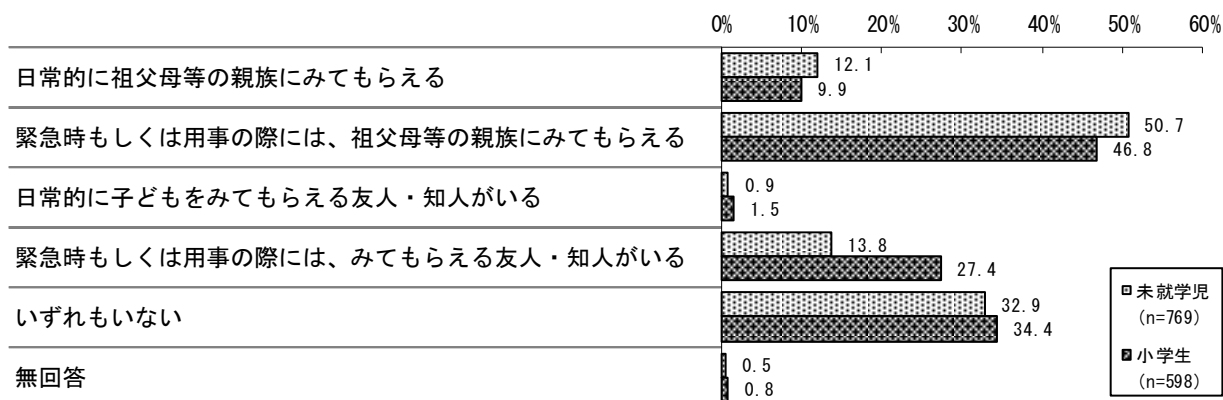 0% 10% 20% 30% 40% 50% 60%
日常的に祖父母等の親族にみてもらえる
12.1
9.9
緊急時もしくは用事の際には、祖父母等の親族にみてもらえる
50.7
46.8
日常的に子どもをみてもらえる友人・知人がいる
0.9
1.5
緊急時もしくは用事の際には、みてもらえる友人・知人がいる
13.8
27.4
いずれもいない
32.9
34.4
無回答
0.5
0.8
未就学児
(n=769)
小学生
(n=598)